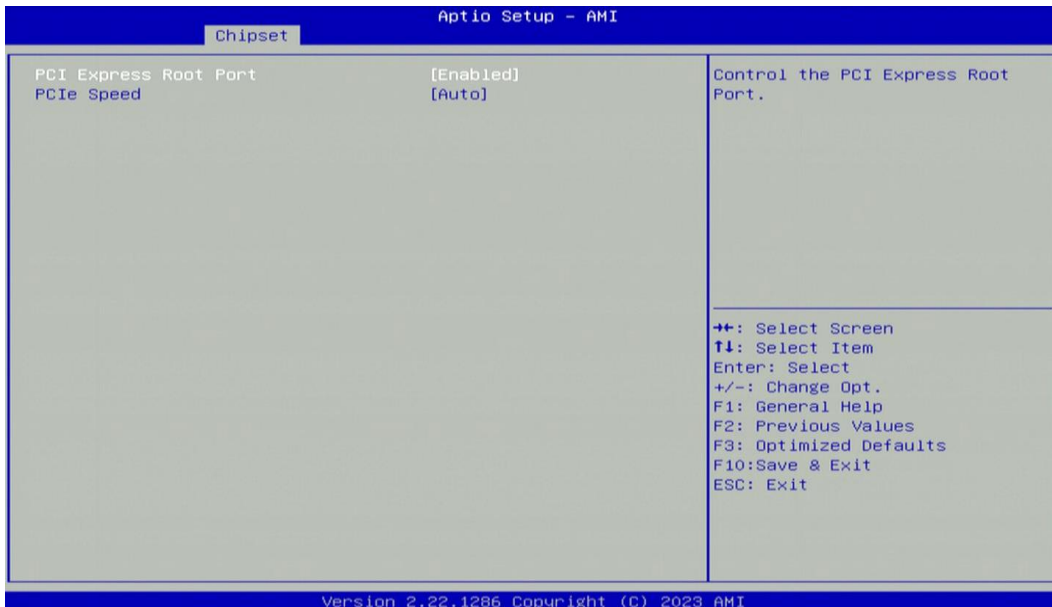 Aptio Setup – AMI
Chipset
PCI Express Root Port [Enabled]
PCIe Speed [Auto]
Control the PCI Express Root
Port.
→←: Select Screen
↑↓: Select Item
Enter: Select
+/-: Change Opt.
F1: General Help
F2: Previous Values
F3: Optimized Defaults
F10:Save & Exit
ESC: Exit
Version 2.22.1286 Copyright (C) 2023 AMI